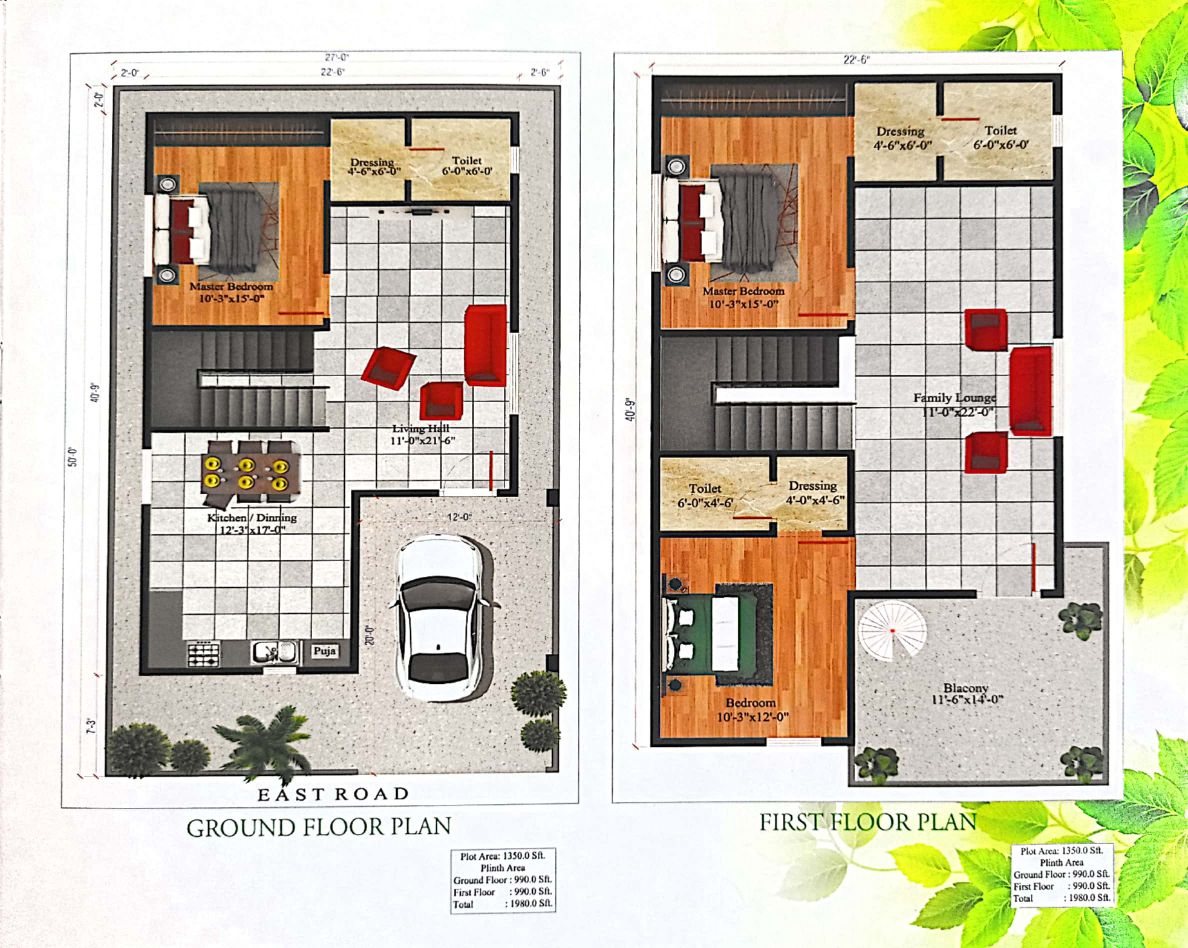 27'-0"
2'-0"
22'-6"
2'-6"
2'-0"
40'-9"
50'-0"
7'-3"
Dressing
4'-6"x6'-0"
Toilet
6'-0"x6'-0'
Master Bedroom
10'-3"x15'-0"
Living Hall
11'-0"x21'-6"
Kitchen / Dinning
12'-3"x17'-0"
12'-0"
20'-0"
Puja
EAST ROAD
GROUND FLOOR PLAN
Plot Area: 1350.0 Sft.
Plinth Area
Ground Floor : 990.0 Sft.
First Floor : 990.0 Sft.
Total : 1980.0 Sft.
22'-6"
40'-9"
Dressing
4'-6"x6'-0"
Toilet
6'-0"x6'-0'
Master Bedroom
10'-3"x15'-0"
Family Lounge
11'-0"x22'-0"
Toilet
6'-0"x4'-6'
Dressing
4'-0"x4'-6"
Bedroom
10'-3"x12'-0"
Blacony
11'-6"x14'-0"
FIRST FLOOR PLAN
Plot Area: 1350.0 Sft.
Plinth Area
Ground Floor : 990.0 Sft.
First Floor : 990.0 Sft.
Total : 1980.0 Sft.